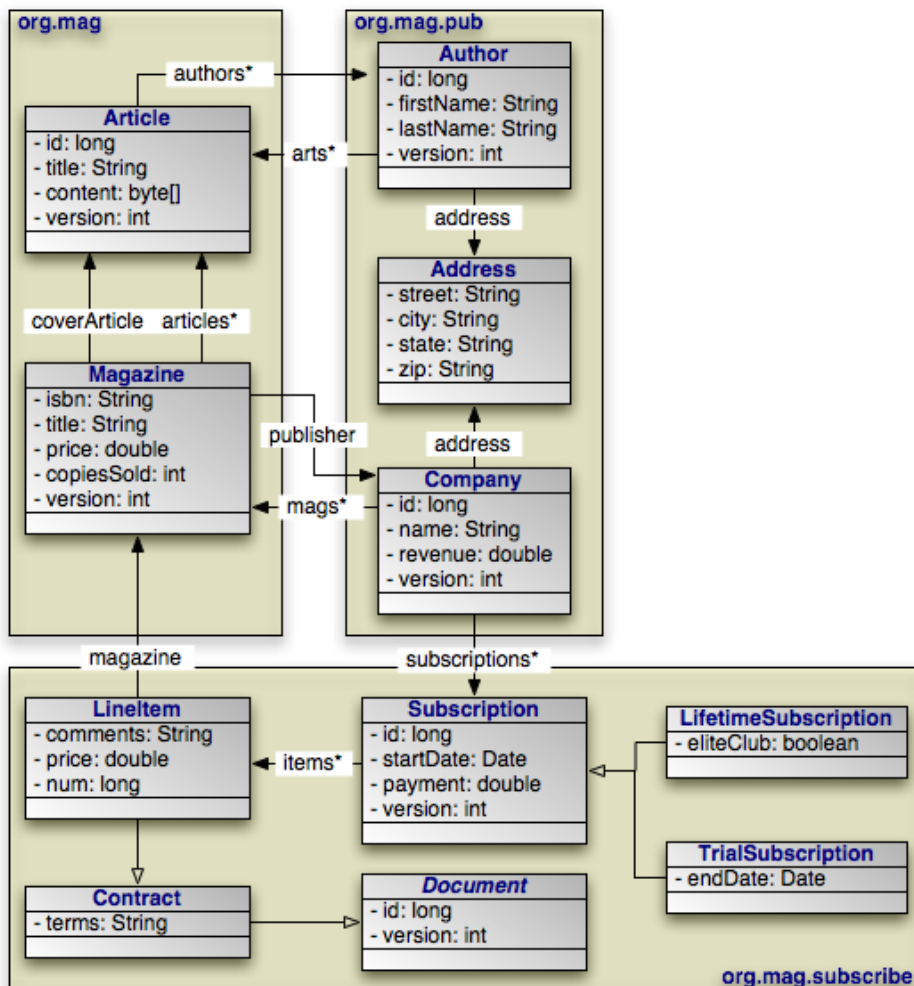 org.mag
org.mag.pub
authors*
Author
- id: long
- firstName: String
- lastName: String
- version: int
Article
- id: long
- title: String
- content: byte[]
- version: int
arts*
address
Address
- street: String
- city: String
- state: String
- zip: String
coverArticle
articles*
Magazine
- isbn: String
- title: String
- price: double
- copiesSold: int
- version: int
publisher
address
Company
- id: long
- name: String
- revenue: double
- version: int
mags*
magazine
subscriptions*
LineItem
- comments: String
- price: double
- num: long
items*
Subscription
- id: long
- startDate: Date
- payment: double
- version: int
LifetimeSubscription
- eliteClub: boolean
TrialSubscription
- endDate: Date
Contract
- terms: String
Document
- id: long
- version: int
org.mag.subscribe